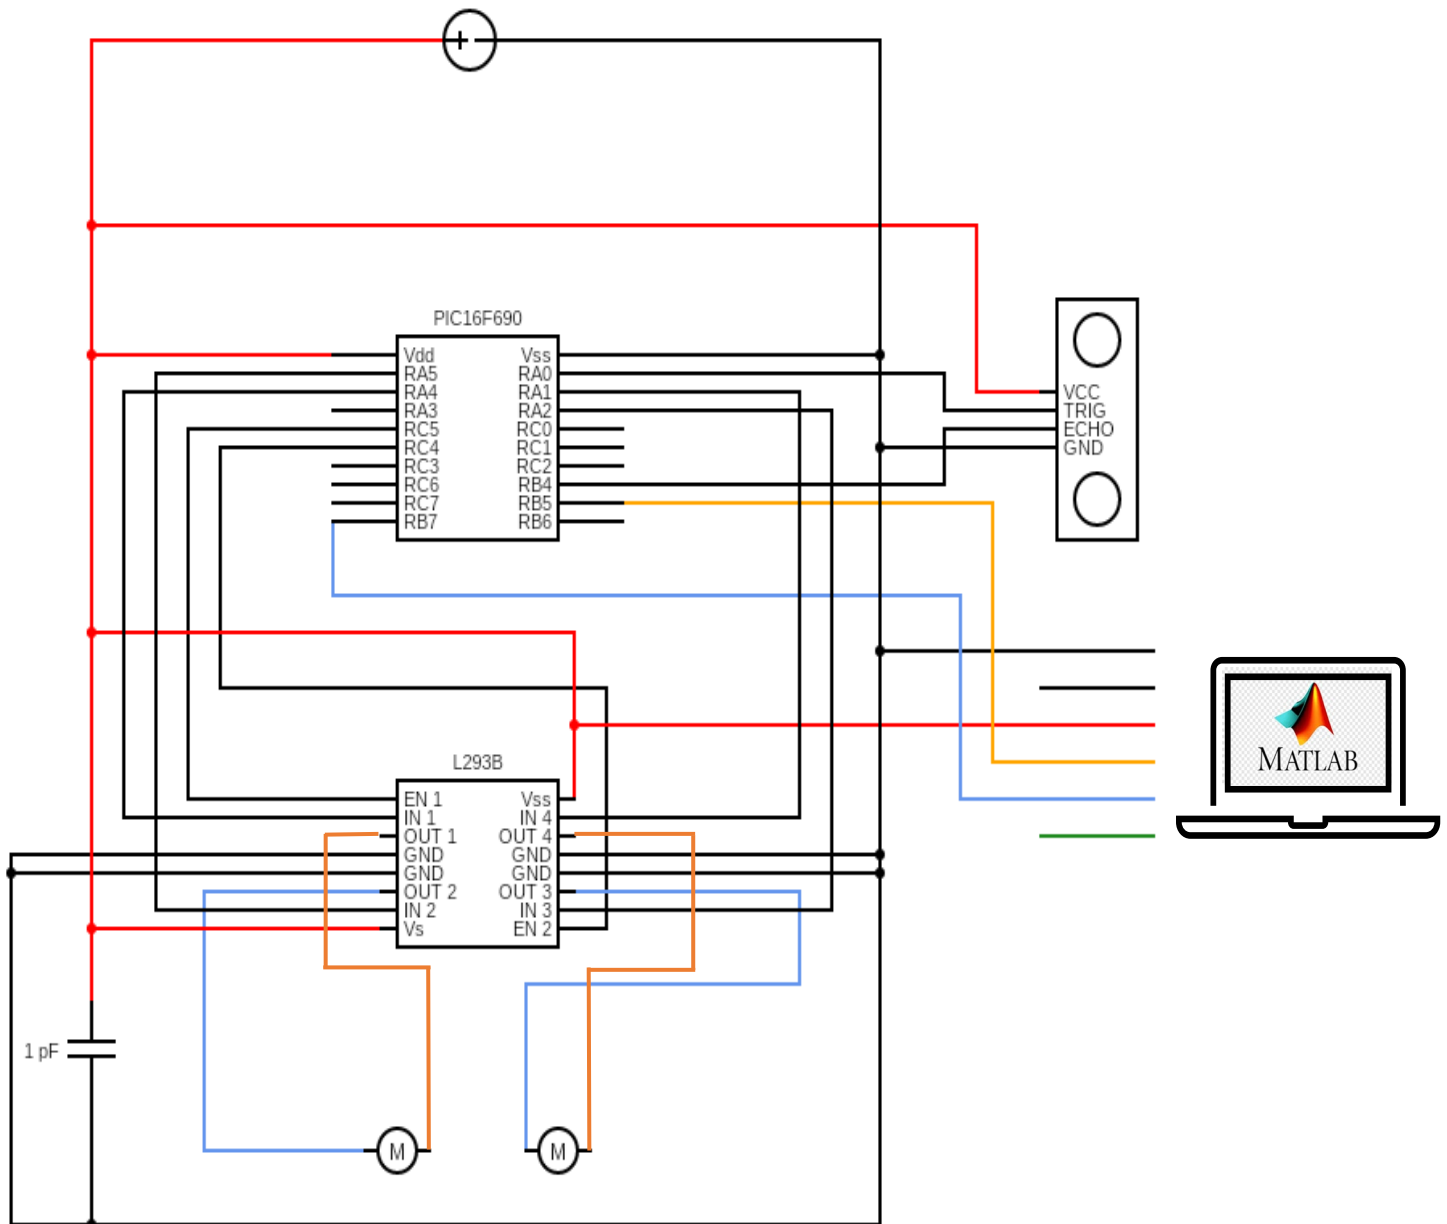 + -
PIC16F690
Vdd Vss
RA5 RA0
RA4 RA1
RA3 RA2
RC5 RC0
RC4 RC1
RC3 RC2
RC6 RB4
RC7 RB5
RB7 RB6
VCC
TRIG
ECHO
GND
MATLAB
L293B
EN 1 Vss
IN 1 IN 4
OUT 1 OUT 4
GND GND
GND GND
OUT 2 OUT 3
IN 2 IN 3
Vs EN 2
1 pF
M M